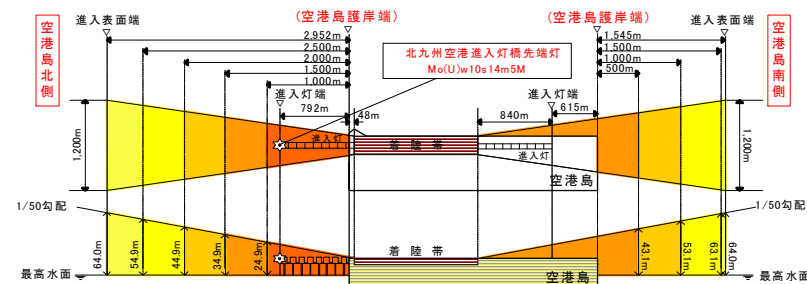 空港島北側
進入表面端
(空港島護岸端)
(空港島護岸端)
進入表面端
空港島南側
2,952m
2,500m
2,000m
1,500m
1,000m
進入灯端
792m
48m
北九州空港進入灯橋先端灯
Mo(U)w10s14m5M
1,545m
1,500m
1,000m
500m
進入灯端
615m
840m
1,200m
進入灯
着陸帯
進入灯
空港島
1,200m
1/50勾配
1/50勾配
64.0m
54.9m
44.9m
34.9m
24.9m
着陸帯
43.1m
53.1m
63.1m
64.0m
最高水面
空港島
最高水面